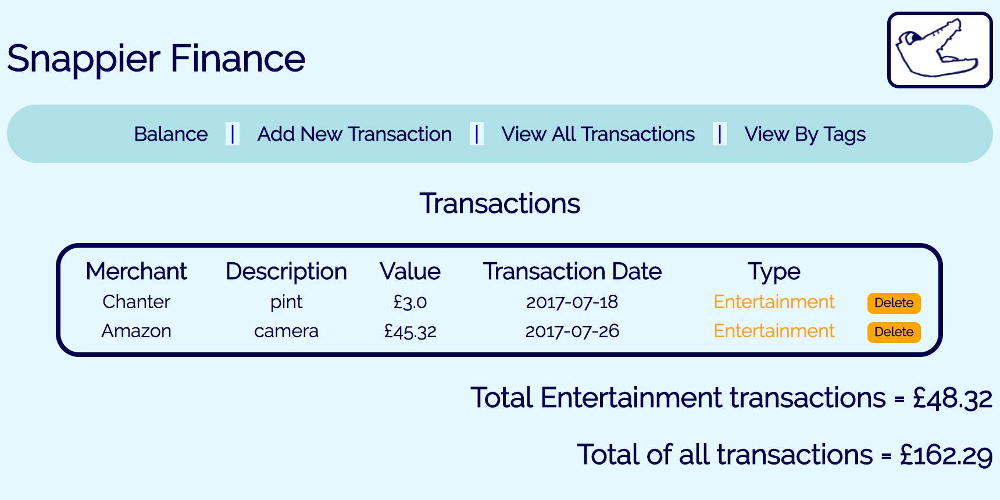 Snappier Finance
Balance | Add New Transaction | View All Transactions | View By Tags
Transactions
Merchant Description Value Transaction Date Type
Chanter pint £3.0 2017-07-18 Entertainment Delete
Amazon camera £45.32 2017-07-26 Entertainment Delete
Total Entertainment transactions = £48.32
Total of all transactions = £162.29